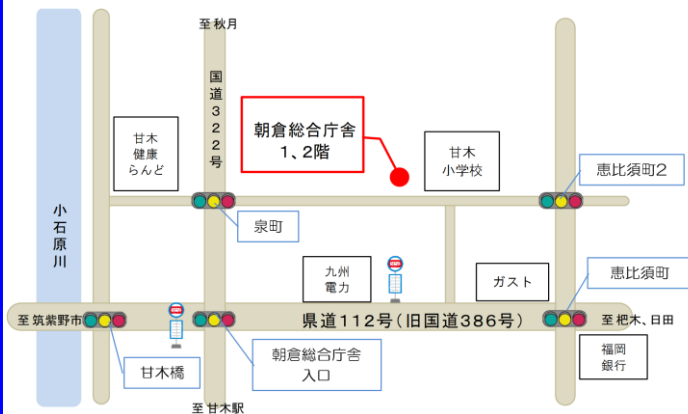 至 秋月
国道322号
朝倉総合庁舎
1、2階
甘木
健康
らんど
甘木
小学校
恵比須町2
小石原川
泉町
九州
電力
ガスト
恵比須町
至 筑紫野市
県道112号(旧国道386号)
至 杷木、日田
甘木橋
朝倉総合庁舎
入口
福岡
銀行
至 甘木駅